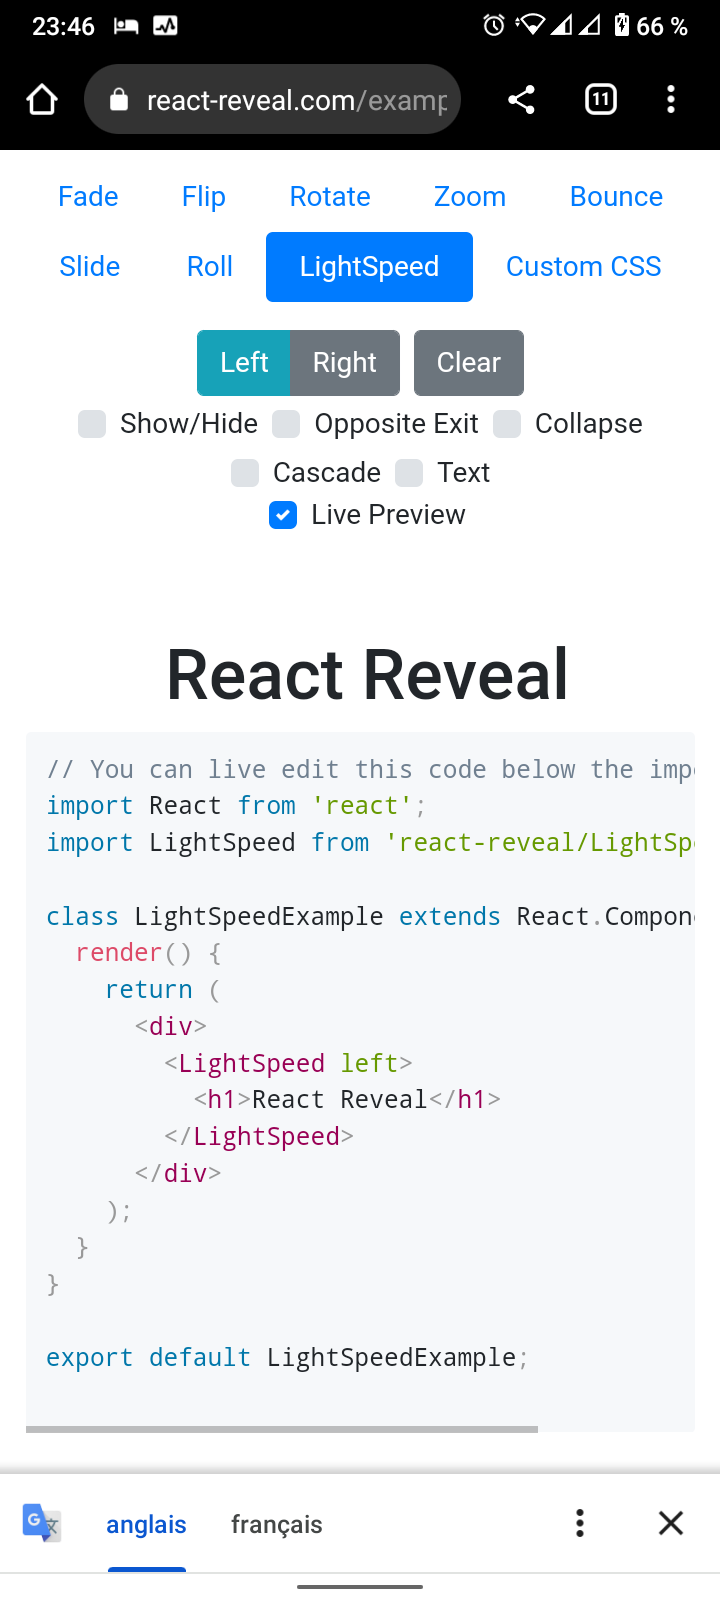 23:46 66 %
react-reveal.com/examp 11
Fade Flip Rotate Zoom Bounce
Slide Roll LightSpeed Custom CSS
Left Right Clear
Show/Hide Opposite Exit Collapse
Cascade Text
Live Preview
React Reveal
// You can live edit this code below the imp
import React from 'react';
import LightSpeed from 'react-reveal/LightSp
class LightSpeedExample extends React.Compon
render() {
return (
<div>
<LightSpeed left>
<h1>React Reveal</h1>
</LightSpeed>
</div>
);
}
}
export default LightSpeedExample;
G 文 anglais français